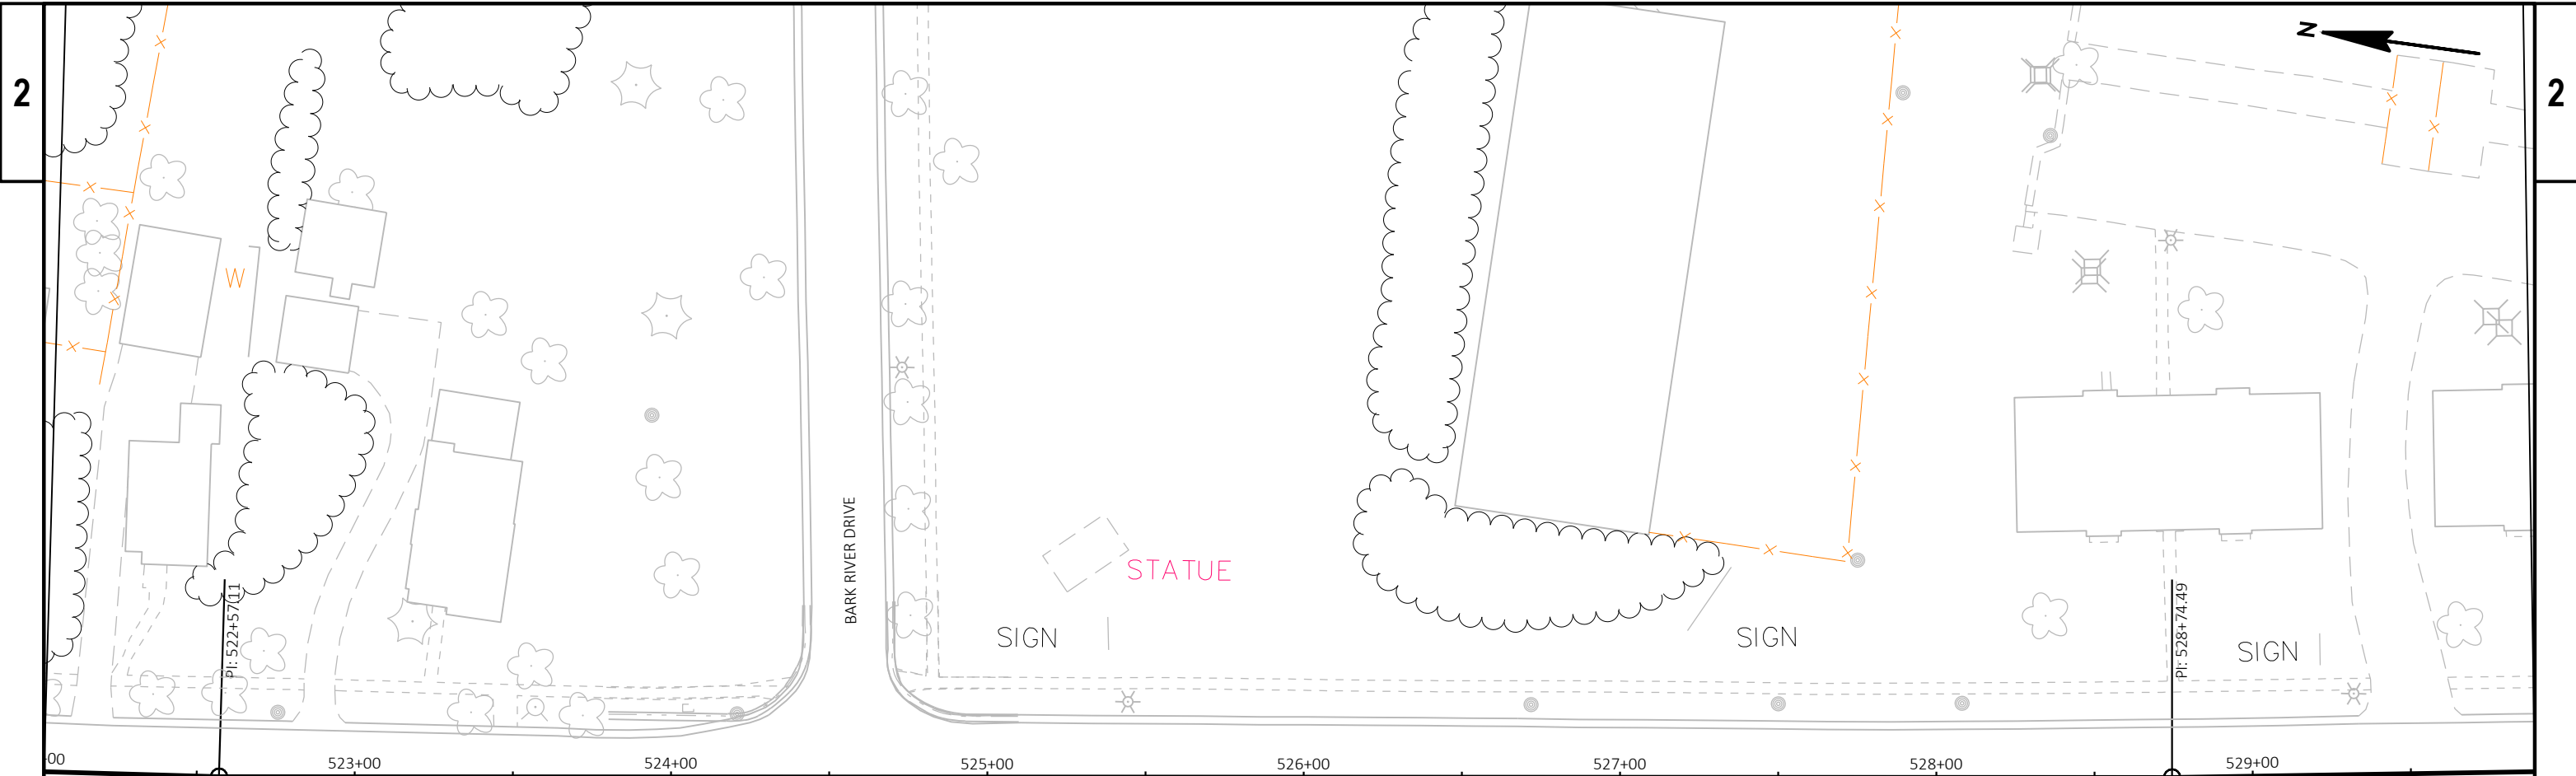 2
N
2
W
BARK RIVER DRIVE
STATUE
PI: 522+57.11
SIGN
SIGN
PI: 528+74.49
SIGN
+00
523+00
524+00
525+00
526+00
527+00
528+00
529+00